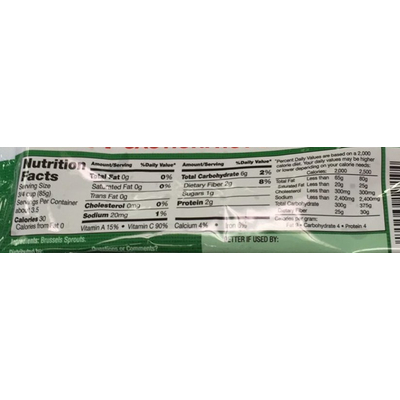 Nutrition
Facts
Serving Size
3/4 cup (85g)
Servings Per Container
about 3.5
Calories 30
Calories from Fat 0
Amount/Serving %Daily Value*
Total Fat 0g 0%
Saturated Fat 0g 0%
Trans Fat 0g
Cholesterol 0mg 0%
Sodium 20mg 1%
Amount/Serving %Daily Value*
Total Carbohydrate 6g 2%
Dietary Fiber 2g 8%
Sugars 1g
Protein 2g
Vitamin A 15% • Vitamin C 90% Calcium 4% • Iron
*Percent Daily Values are based on a 2,000
calorie diet. Your daily values may be higher
or lower depending on your calorie needs:
Calories: 2,000 2,500
Total Fat Less than 65g 80g
Saturated Fat Less than 20g 25g
Cholesterol Less than 300mg 300mg
Sodium Less than 2,400mg 2,400mg
Total Carbohydrate 300g 375g
Dietary Fiber 25g 30g
Calories per gram:
Fat • Carbohydrate 4 • Protein 4
Ingredients: Brussels Sprouts.
Distributed by
Questions or Comments?
BETTER IF USED BY: